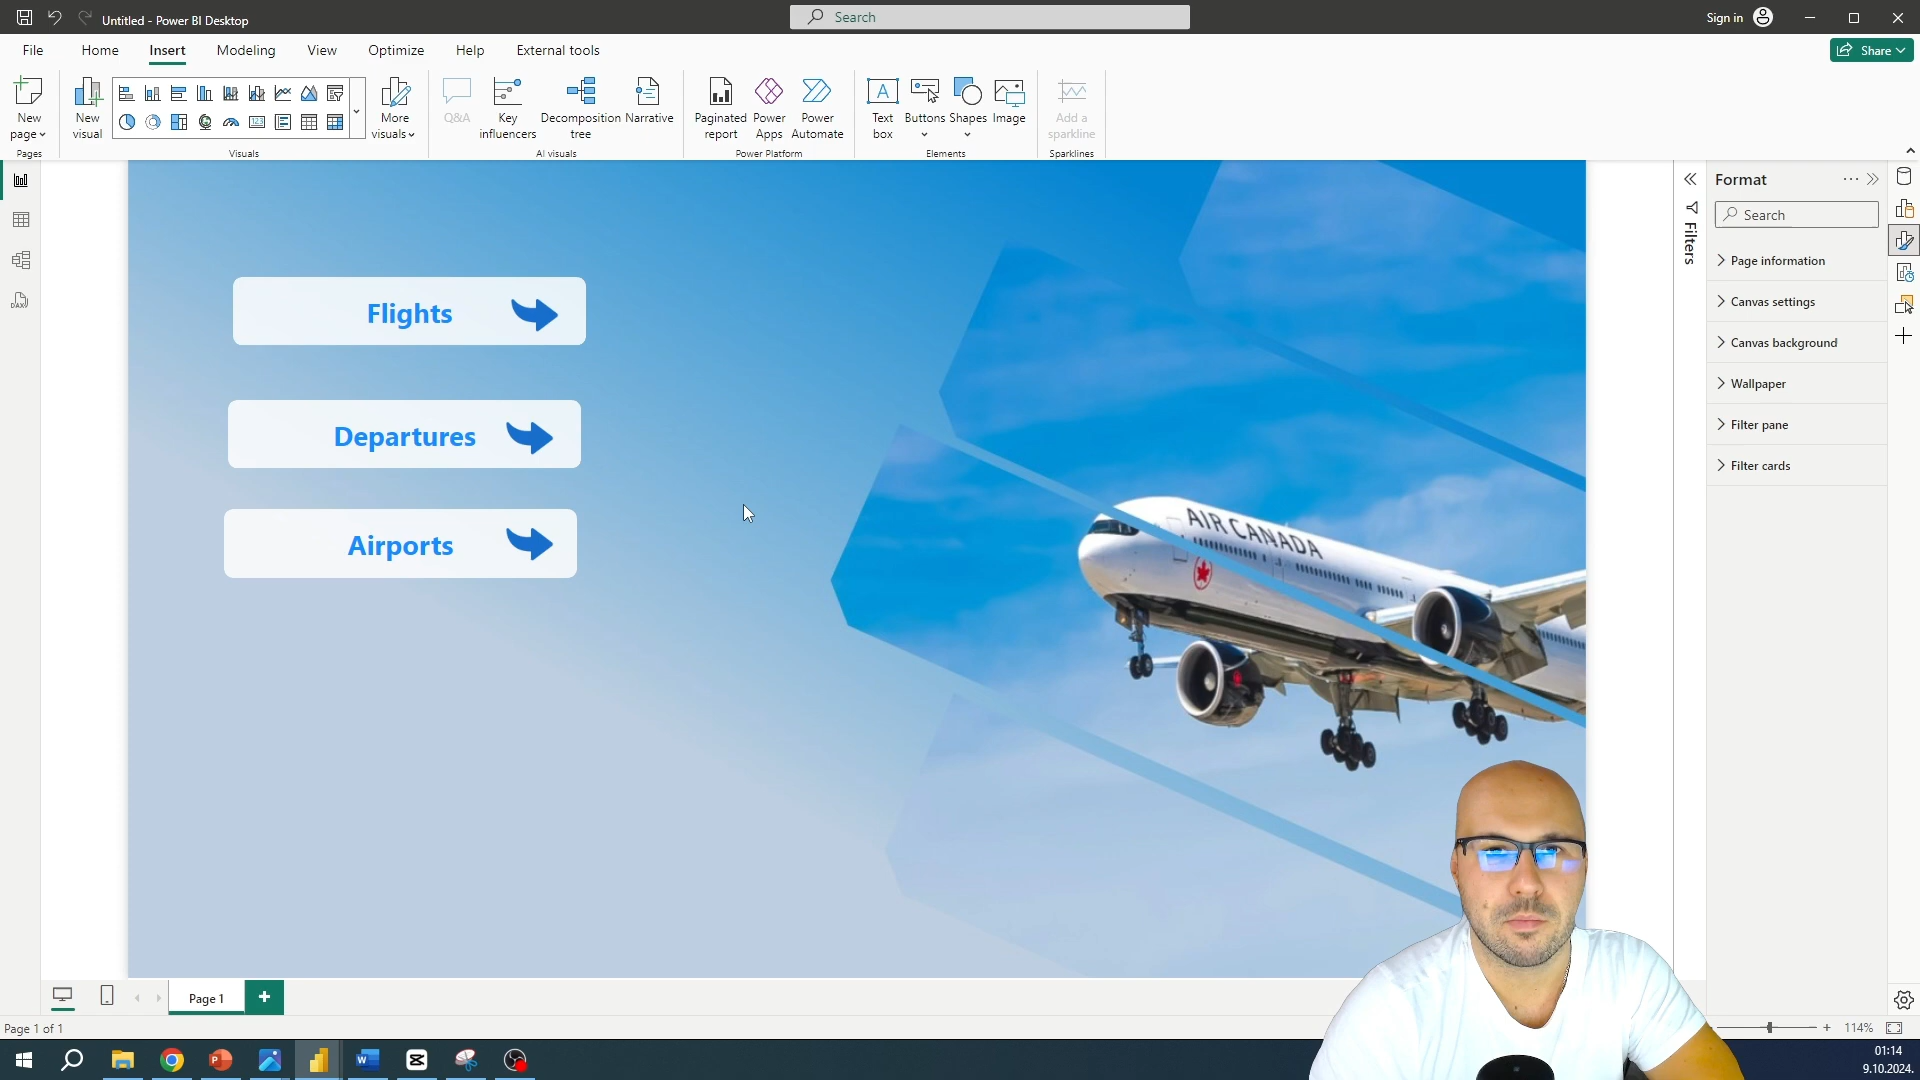 Untitled - Power BI Desktop
Search
Sign in
File
Home
Insert
Modeling
View
Optimize
Help
External tools
Share
New page
New visual
More visuals
Q&A
Key influencers
Decomposition tree
Narrative
Paginated report
Power Apps
Power Automate
Text box
Buttons
Shapes
Image
Add a sparkline
Pages
Visuals
AI visuals
Power Platform
Elements
Sparklines
Flights
Departures
Airports
AIR CANADA
Filters
Format
Search
Page information
Canvas settings
Canvas background
Wallpaper
Filter pane
Filter cards
Page 1
Page 1 of 1
114%
01:14
9.10.2024.